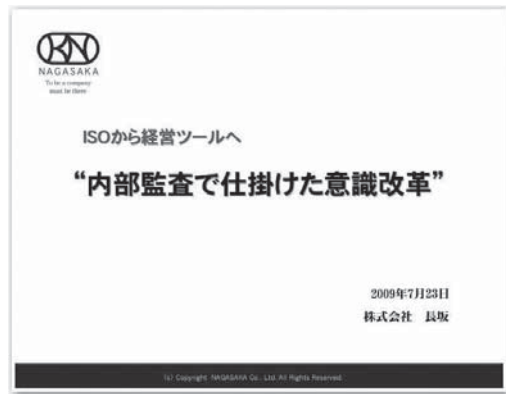 KN
NAGASAKA
To be a company
must be there
ISOから経営ツールへ
“内部監査で仕掛けた意識改革”
2009年7月23日
株式会社　長坂
(c) Copyright NAGASAKA Co., Ltd. All Rights Reserved.